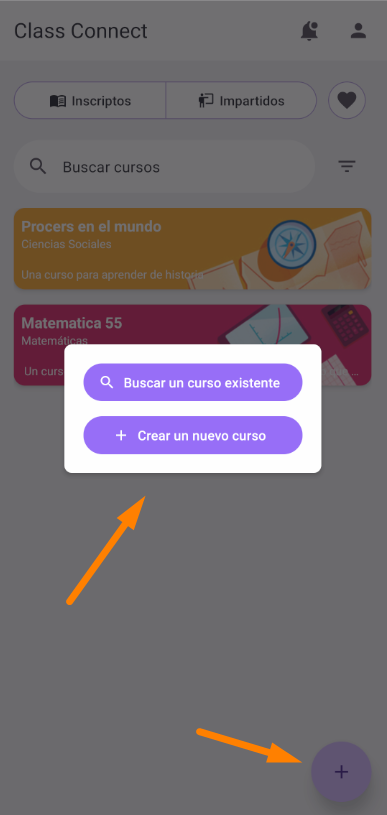 Class Connect
Inscriptos
Impartidos
Buscar cursos
Procers en el mundo
Ciencias Sociales
Una curso para aprender de historia
Matematica 55
Matemáticas
Un curs
Buscar un curso existente
Crear un nuevo curso